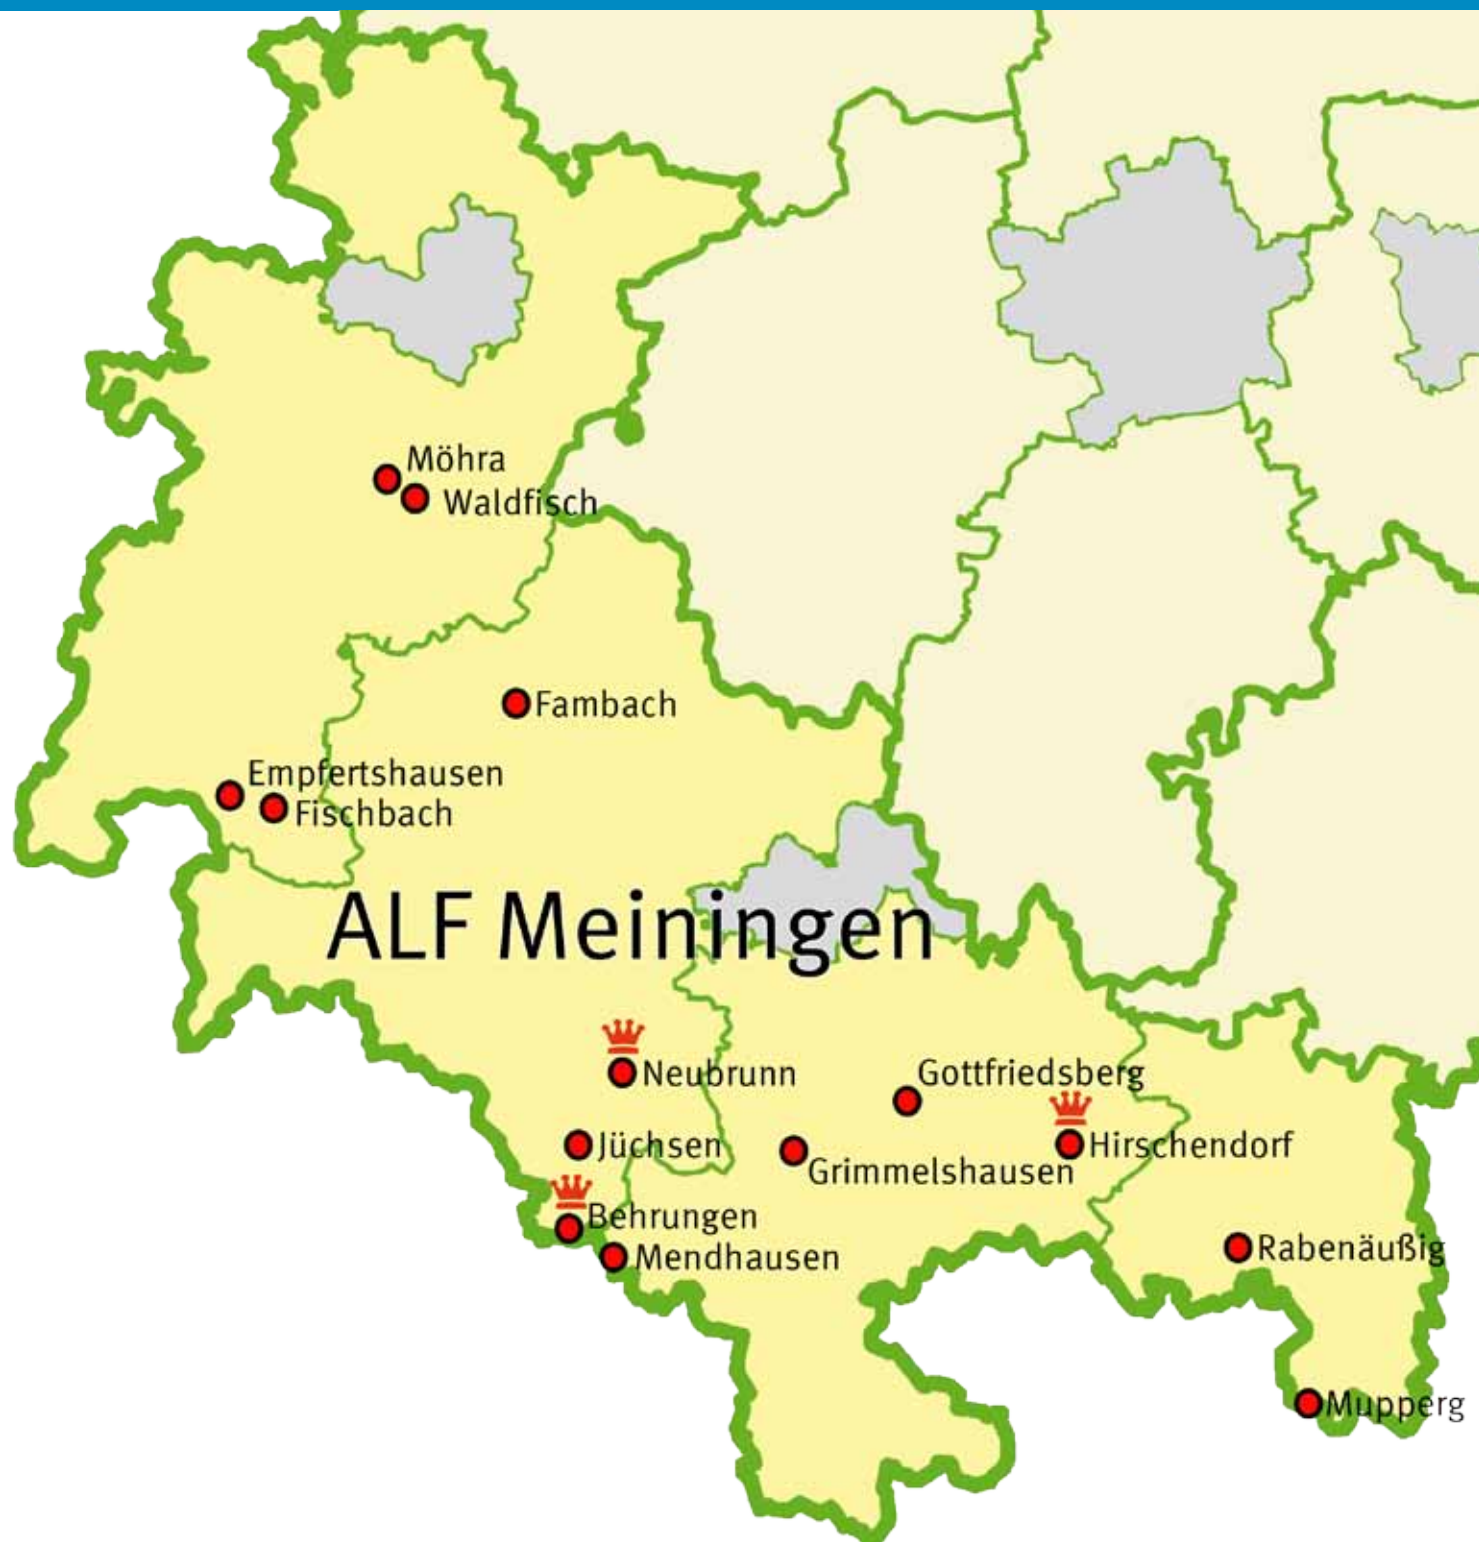 Möhra
Waldfisch
Fambach
Empfertshausen
Fischbach
ALF Meiningen
Neubrunn
Gottfriedsberg
Jüchsen
Hirschendorf
Grimmelshausen
Behrungen
Mendhausen
Rabenäußig
Mupperg